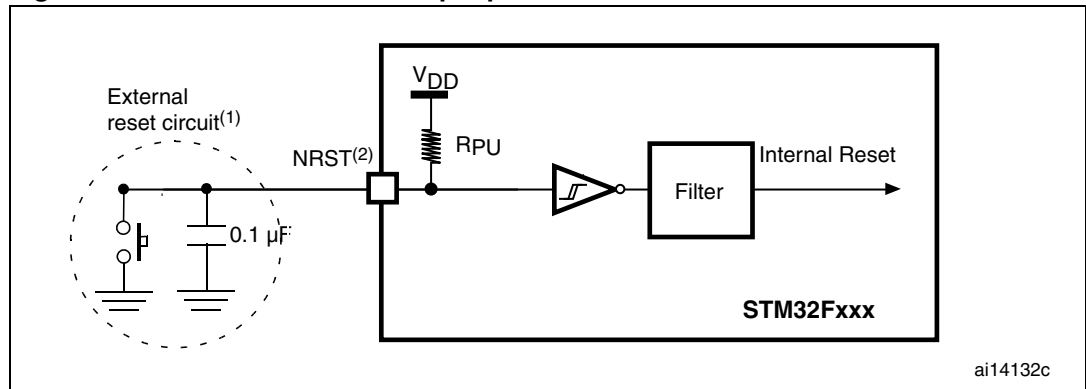 External
reset circuit(1)
NRST(2)
VDD
RPU
0.1 µF
Filter
Internal Reset
STM32Fxxx
ai14132c